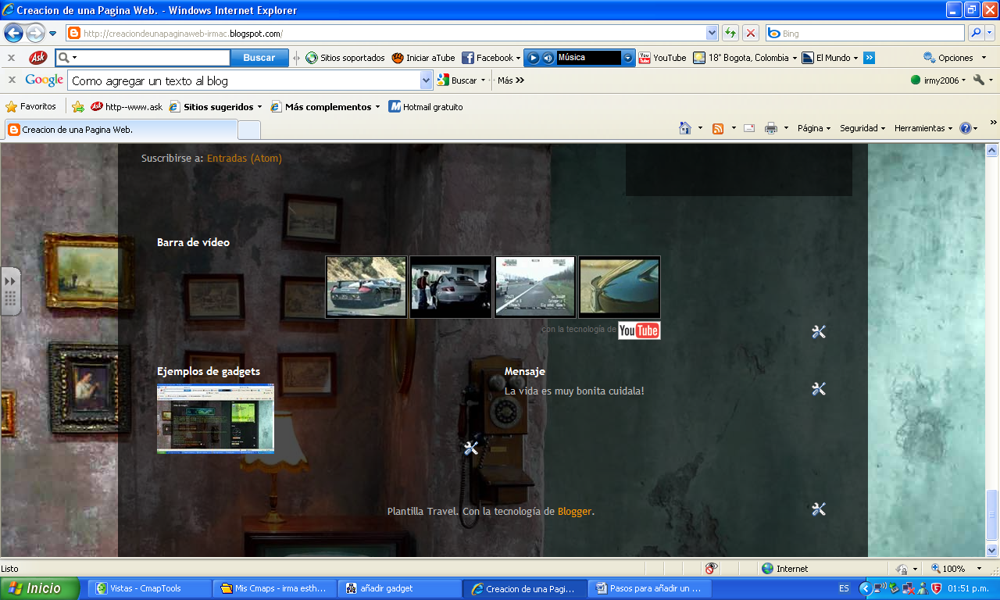 Creacion de una Pagina Web. - Windows Internet Explorer
http://creaciondeunapaginaweb-irmac.blogspot.com/
Bing
Ask
Buscar
Sitios soportados
Iniciar aTube
Facebook
Música
YouTube
18° Bogota, Colombia
El Mundo
Opciones
Google
Como agregar un texto al blog
Buscar
Más
irmy2006
Favoritos
http--www.ask
Sitios sugeridos
Más complementos
Hotmail gratuito
Creacion de una Pagina Web.
Página
Seguridad
Herramientas
Suscribirse a: Entradas (Atom)
Barra de vídeo
con la tecnología de YouTube
Ejemplos de gadgets
Mensaje
La vida es muy bonita cuidala!
Plantilla Travel. Con la tecnología de Blogger.
Listo
Internet
100%
Inicio
Vistas - CmapTools
Mis Cmaps - irma esth...
añadir gadget
Creacion de una Pagi...
Pasos para añadir un ...
ES
01:51 p.m.